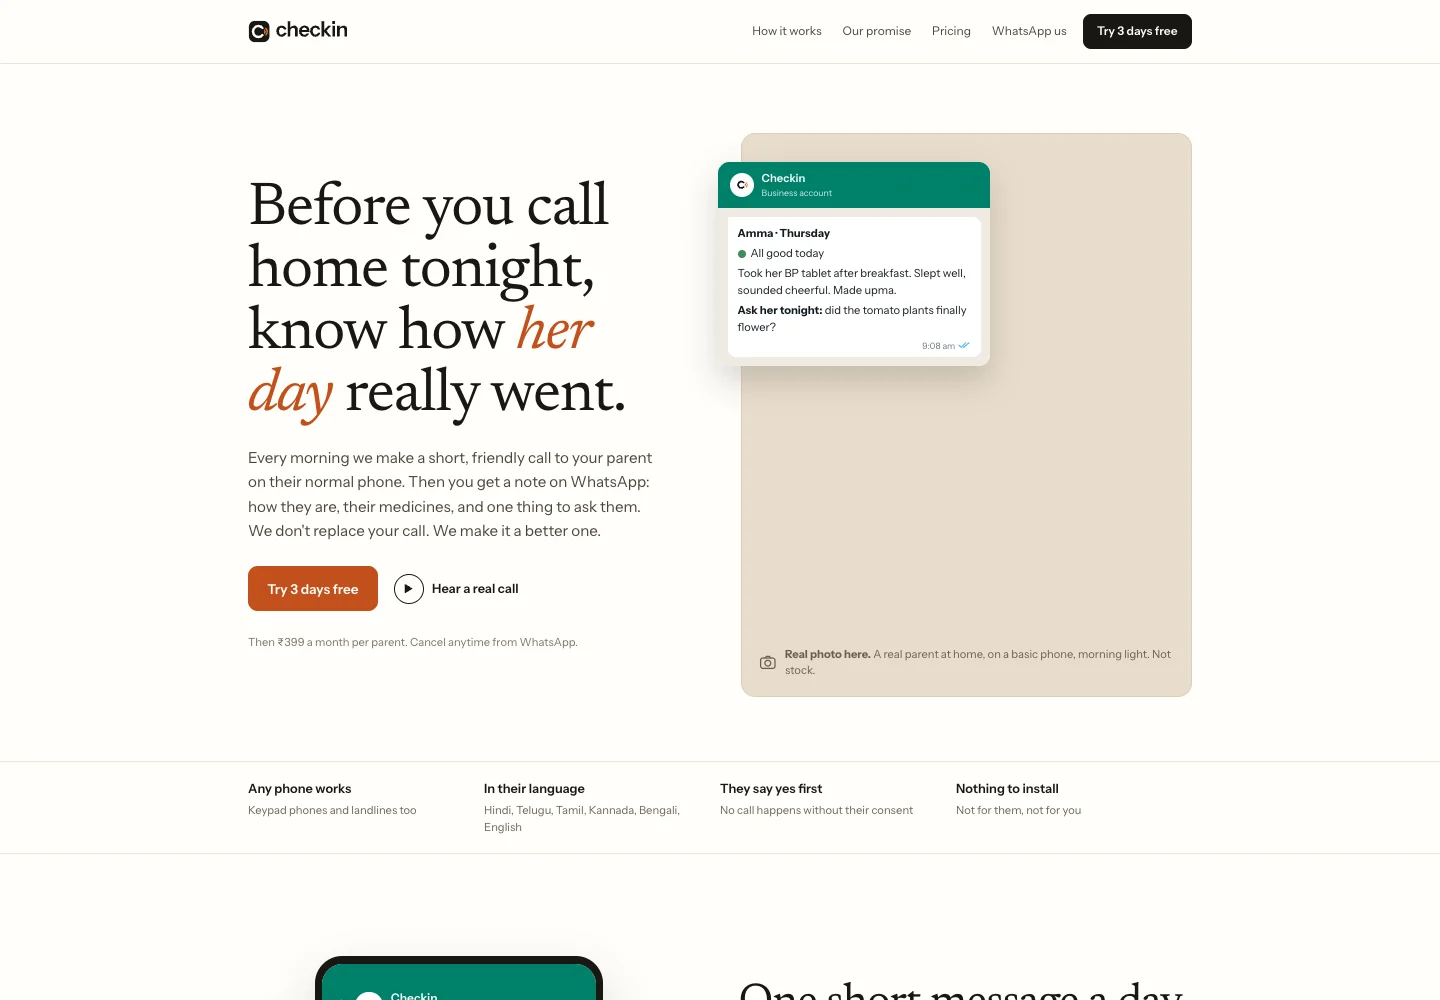 checkin
How it works
Our promise
Pricing
WhatsApp us
Try 3 days free
Before you call
home tonight,
know how her
day really went.
Every morning we make a short, friendly call to your parent
on their normal phone. Then you get a note on WhatsApp:
how they are, their medicines, and one thing to ask them.
We don't replace your call. We make it a better one.
Try 3 days free
Hear a real call
Then ₹399 a month per parent. Cancel anytime from WhatsApp.
Checkin
Business account
Amma · Thursday
All good today
Took her BP tablet after breakfast. Slept well,
sounded cheerful. Made upma.
Ask her tonight: did the tomato plants finally
flower?
9:08 am
Real photo here. A real parent at home, on a basic phone, morning light. Not
stock.
Any phone works
Keypad phones and landlines too
In their language
Hindi, Telugu, Tamil, Kannada, Bengali,
English
They say yes first
No call happens without their consent
Nothing to install
Not for them, not for you
Checkin
One short message a day